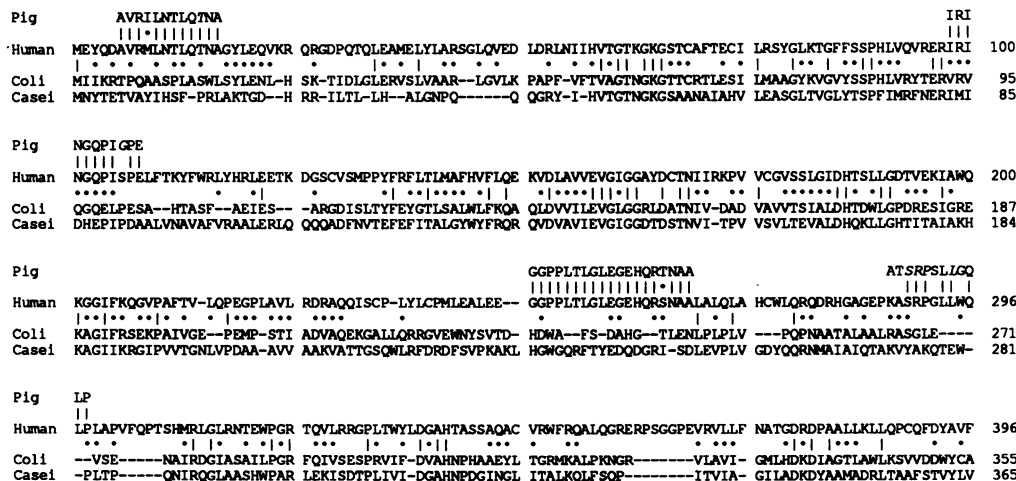 Pig AVRILNTLQTNA IRI
Human MEYQDAVRMLNTLQTNAGYLEQVKR QRGDPQTQLEAMELYLARSGLQVED LDRLNIIHVTGTKGKGSTCAFTECI LRSYGLKTGFFSSPHLVQVRERIRI 100
Coli MIIKRTPQAASPLASWLSYLENL-H SK-TIDLGLERVSLVAAR--LGVLK PAPF-VFTVAGTNGKGTTCRTLESI LMAAGYKVGVYSSPHLVRYTERVRV 95
Casei MNYTETVAYIHSF-PRLAKTGD--H RR-ILTL-LH--ALGNPQ-----Q QGRY-I-HVTGTNGKGSAANAIAHV LEASGLTVGLYTSPFIMRFNERIMI 85
Pig NGQPIGPE
Human NGQPISPELFTKYFWRLYHRLEETK DGSCVSMPPYFRFLTLMAFHVFLQE KVDLAVVEVGIGGAYDCTNIIRKPV VCGVSSLGIDHTSLLGDTVEKIAWQ 200
Coli QGQELPESA--HTASF--AEIES-- ARGDISLTYFEYGTLSALWLFKQA QLDVVILEVGLGGRLDATNIV-DAD VAVVTSIALDHTDWLGPDRESIGRE 187
Casei DHEPIPDAALVNAVAFVRAALERLQ QQQADFNVTEFEFITALGYWYFRQR QVDVAVIEVGIGGDTDSTNVI-TPV VSVLTEVALDHQKLLGHTITAIAKH 184
Pig GGPPLTLGLEGEHQRTNAA ATSRPSLLGQ
Human KGGIFKQGVPAFTV-LQPEGPLAVL RDRAQQISCP-LYLCPMLEALEE-- GGPPLTLGLEGEHQRSNAALALQLA HCWLQRQDRHGAGEPKASRPGLLWQ 296
Coli KAGIFRSEKPAIVGE--PEMP-STI ADVAQEKGALLQRRGVEWNYSVTD- HDWA--FS-DAHG--TLENLPLPLV ---PQPNAATALAALRASGLE---- 271
Casei KAGIIKRGIPVVTGNLVPDAA-AVV AAKVATTGSQWLRFDRDFSVPKAKL HGWGQRFTYEDQDGRI-SDLEVPLV GDYQQRNMAIAIQTAKVYAKQTEW- 281
Pig LP
Human LPLAPVFQPTSHMRLGLRNTEWPGR TQVLRRGPLTWYLDGAHTASSAQAC VRWFRQALQGRERPSGGPEVRVLLF NATGDRDPAALLKLLQPCQFDYAVF 396
Coli --VSE----NAIRDGIASAILPGR FQIVSESPRVIF-DVAHNPHAAEYL TGRMKALPKNGR-----VLAVI- GMLHDKDIAGTLAWLKSVVDDWYCA 355
Casei -PLTP----QNIRQGLAASHWPAR LEKISDTPLIVI-DGAHNPDGINGL ITALKQLFSQP------ITVIA- GILADKDYAAMADRLTAAFSTVYLV 365